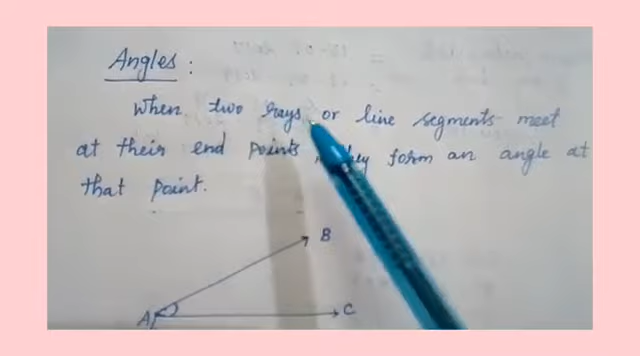 Angles :
When two rays or line segments meet
at their end points, they form an angle at
that point.
B
A
C